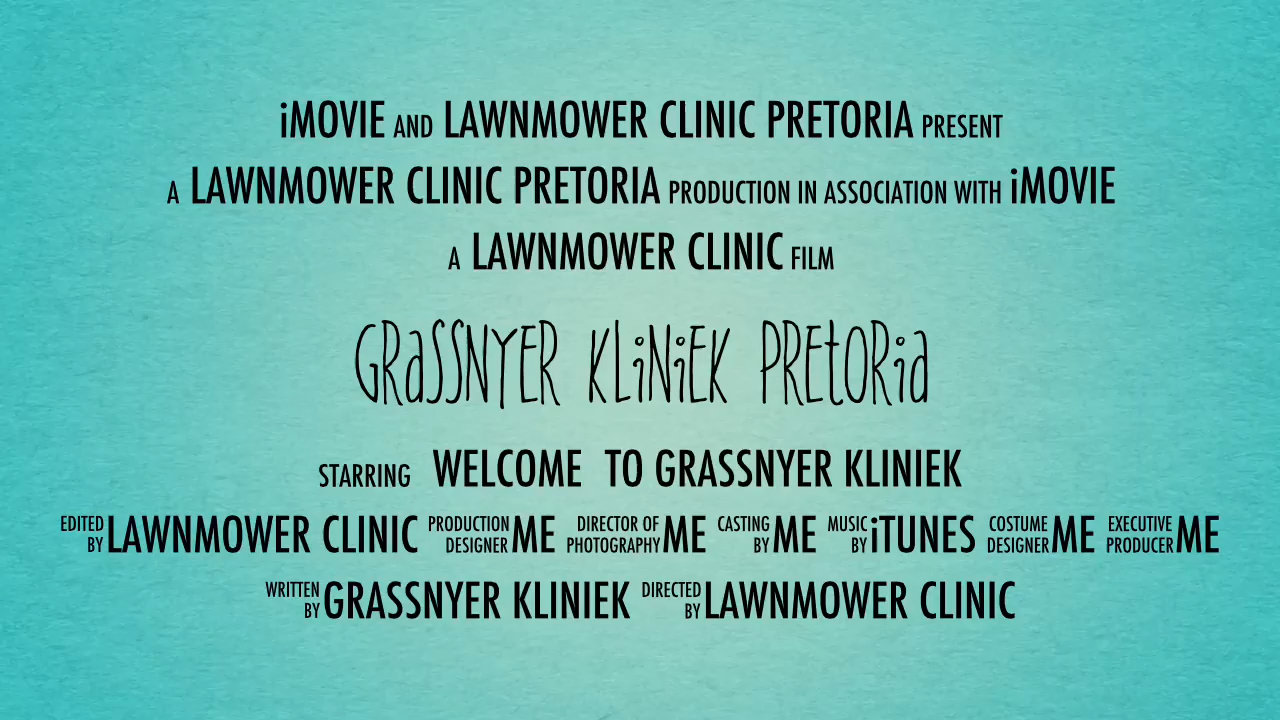 iMOVIE AND LAWNMOWER CLINIC PRETORIA PRESENT
A LAWNMOWER CLINIC PRETORIA PRODUCTION IN ASSOCIATION WITH iMOVIE
A LAWNMOWER CLINIC FILM
GRaSSNYER KLiNiEK PREtORia
STARRING WELCOME TO GRASSNYER KLINIEK
EDITED BY LAWNMOWER CLINIC PRODUCTION DESIGNER ME DIRECTOR OF PHOTOGRAPHY ME CASTING BY ME MUSIC BY iTUNES COSTUME DESIGNER ME EXECUTIVE PRODUCER ME
WRITTEN BY GRASSNYER KLINIEK DIRECTED BY LAWNMOWER CLINIC